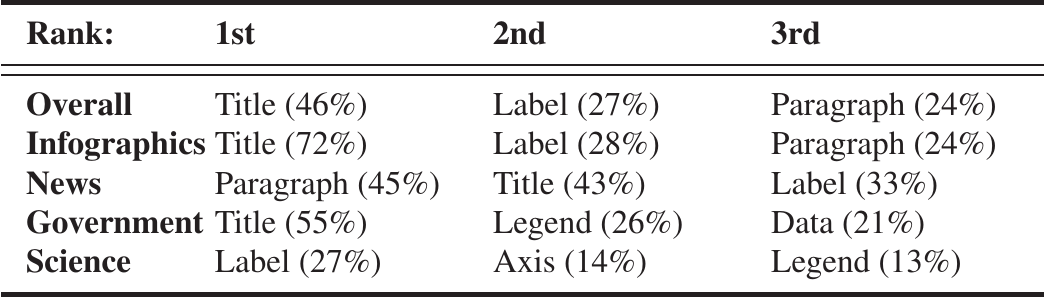 Rank: 1st 2nd 3rd
Overall Title (46%) Label (27%) Paragraph (24%)
Infographics Title (72%) Label (28%) Paragraph (24%)
News Paragraph (45%) Title (43%) Label (33%)
Government Title (55%) Legend (26%) Data (21%)
Science Label (27%) Axis (14%) Legend (13%)